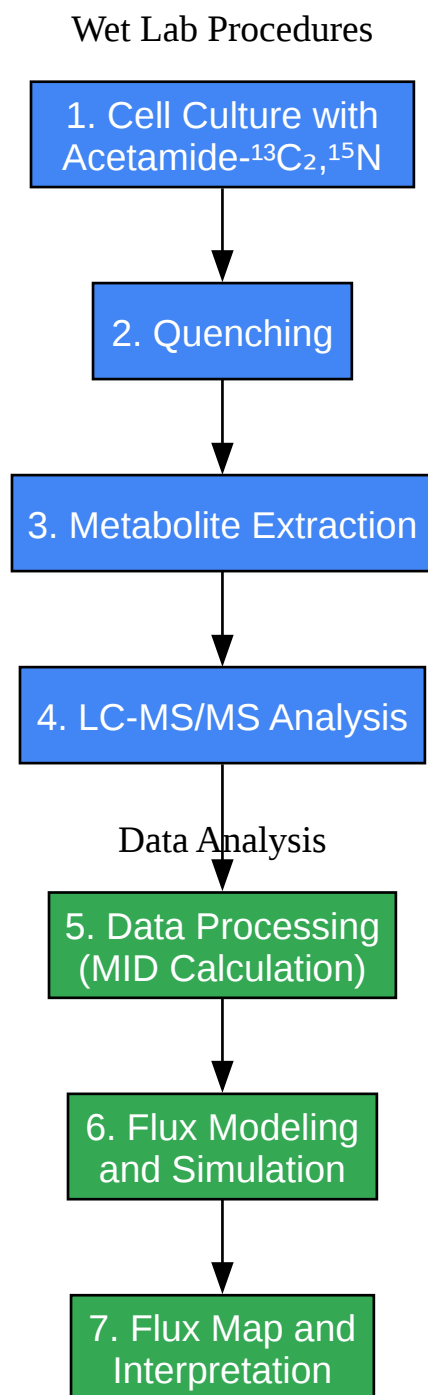 Wet Lab Procedures
1. Cell Culture with
Acetamide-¹³C₂,¹⁵N
2. Quenching
3. Metabolite Extraction
4. LC-MS/MS Analysis
Data Analysis
5. Data Processing
(MID Calculation)
6. Flux Modeling
and Simulation
7. Flux Map and
Interpretation